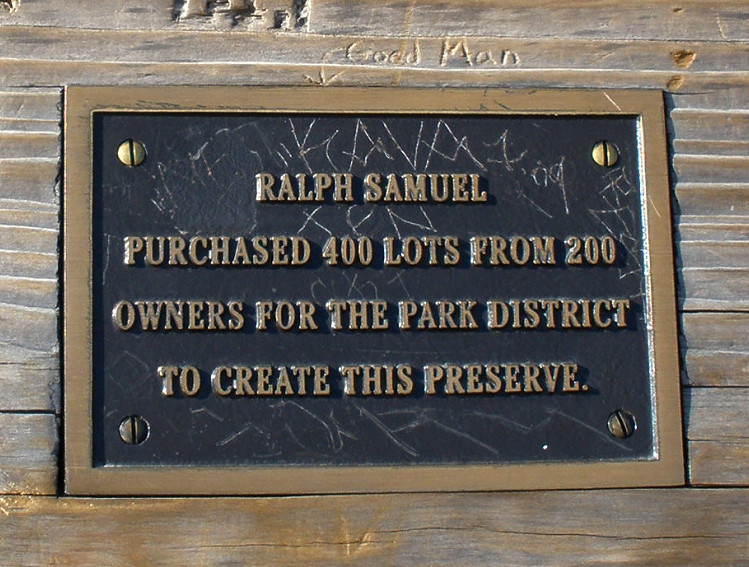 Good Man
RALPH SAMUEL
PURCHASED 400 LOTS FROM 200
OWNERS FOR THE PARK DISTRICT
TO CREATE THIS PRESERVE.